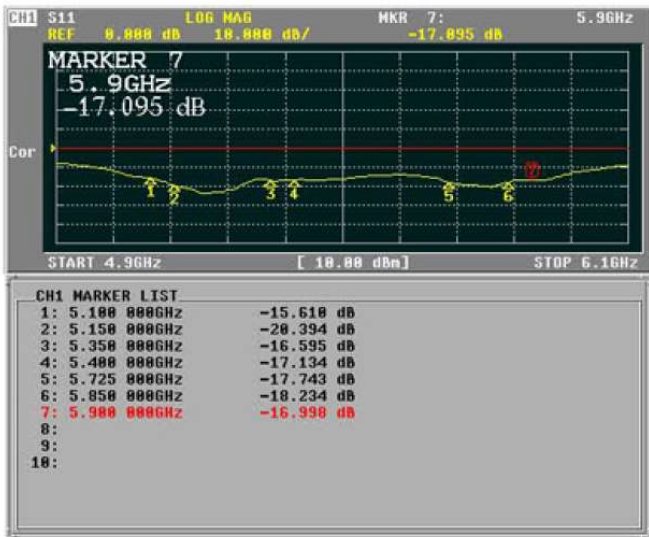 CH1 S11 LOG MAG MKR 7: 5.9GHz
REF 0.000 dB 10.000 dB/ -17.095 dB
MARKER 7
5.9GHz
-17.095 dB
Cor
1 2 3 4 5 6 7
START 4.9GHz [ 10.00 dBm] STOP 6.1GHz
CH1 MARKER LIST
1: 5.100 000GHz -15.610 dB
2: 5.150 000GHz -20.394 dB
3: 5.350 000GHz -16.595 dB
4: 5.400 000GHz -17.134 dB
5: 5.725 000GHz -17.743 dB
6: 5.850 000GHz -18.234 dB
7: 5.900 000GHz -16.998 dB
8:
9:
10: